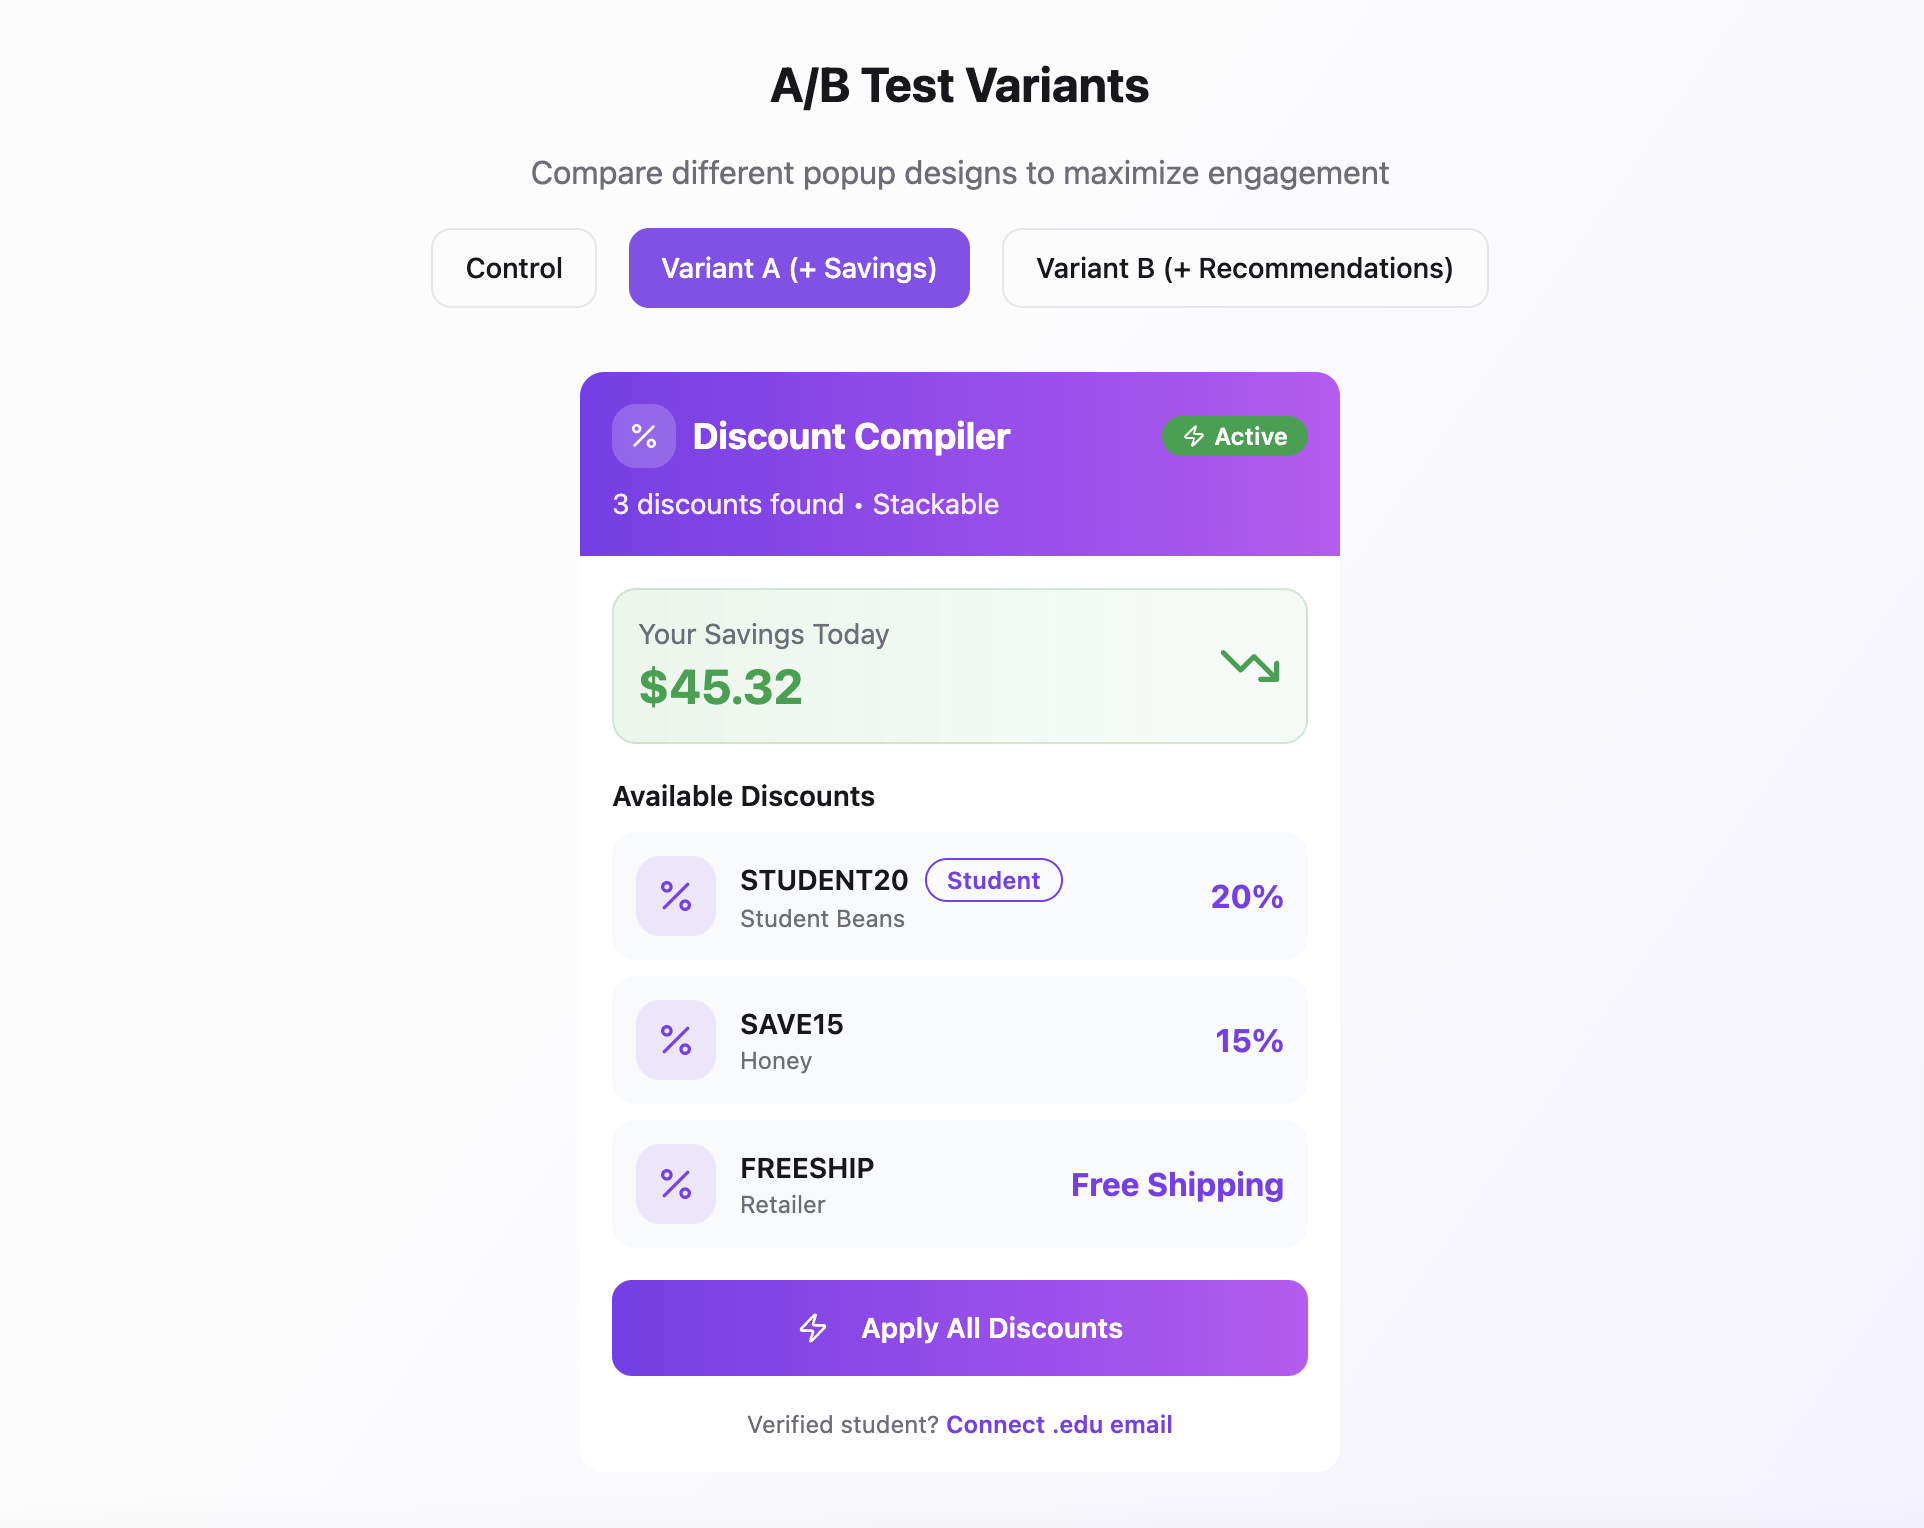 A/B Test Variants
Compare different popup designs to maximize engagement
Control
Variant A (+ Savings)
Variant B (+ Recommendations)
Discount Compiler
Active
3 discounts found • Stackable
Your Savings Today
$45.32
Available Discounts
STUDENT20 Student
Student Beans
20%
SAVE15
Honey
15%
FREESHIP
Retailer
Free Shipping
Apply All Discounts
Verified student? Connect .edu email